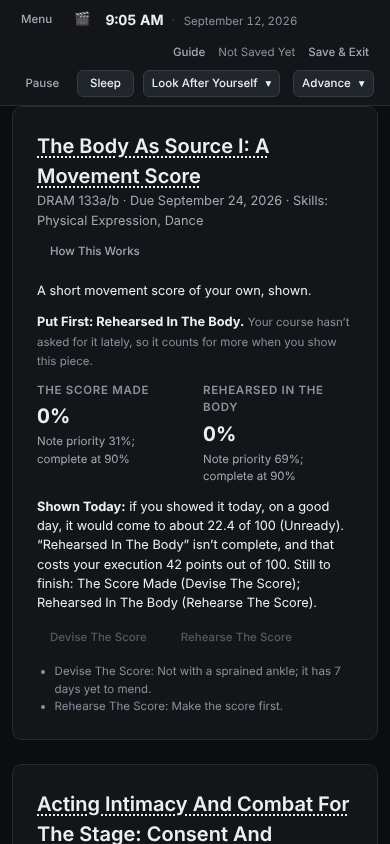 Menu 🎬 9:05 AM · September 12, 2026
Guide Not Saved Yet Save & Exit
Pause Sleep Look After Yourself ▾ Advance ▾
The Body As Source I: A
Movement Score
DRAM 133a/b · Due September 24, 2026 · Skills:
Physical Expression, Dance
How This Works
A short movement score of your own, shown.
Put First: Rehearsed In The Body. Your course hasn’t
asked for it lately, so it counts for more when you show
this piece.
THE SCORE MADE
0%
Note priority 31%;
complete at 90%
REHEARSED IN THE
BODY
0%
Note priority 69%;
complete at 90%
Shown Today: if you showed it today, on a good
day, it would come to about 22.4 of 100 (Unready).
“Rehearsed In The Body” isn’t complete, and that
costs your execution 42 points out of 100. Still to
finish: The Score Made (Devise The Score);
Rehearsed In The Body (Rehearse The Score).
Devise The Score Rehearse The Score
• Devise The Score: Not with a sprained ankle; it has 7
days yet to mend.
• Rehearse The Score: Make the score first.
Acting Intimacy And Combat For
The Stage: Consent And